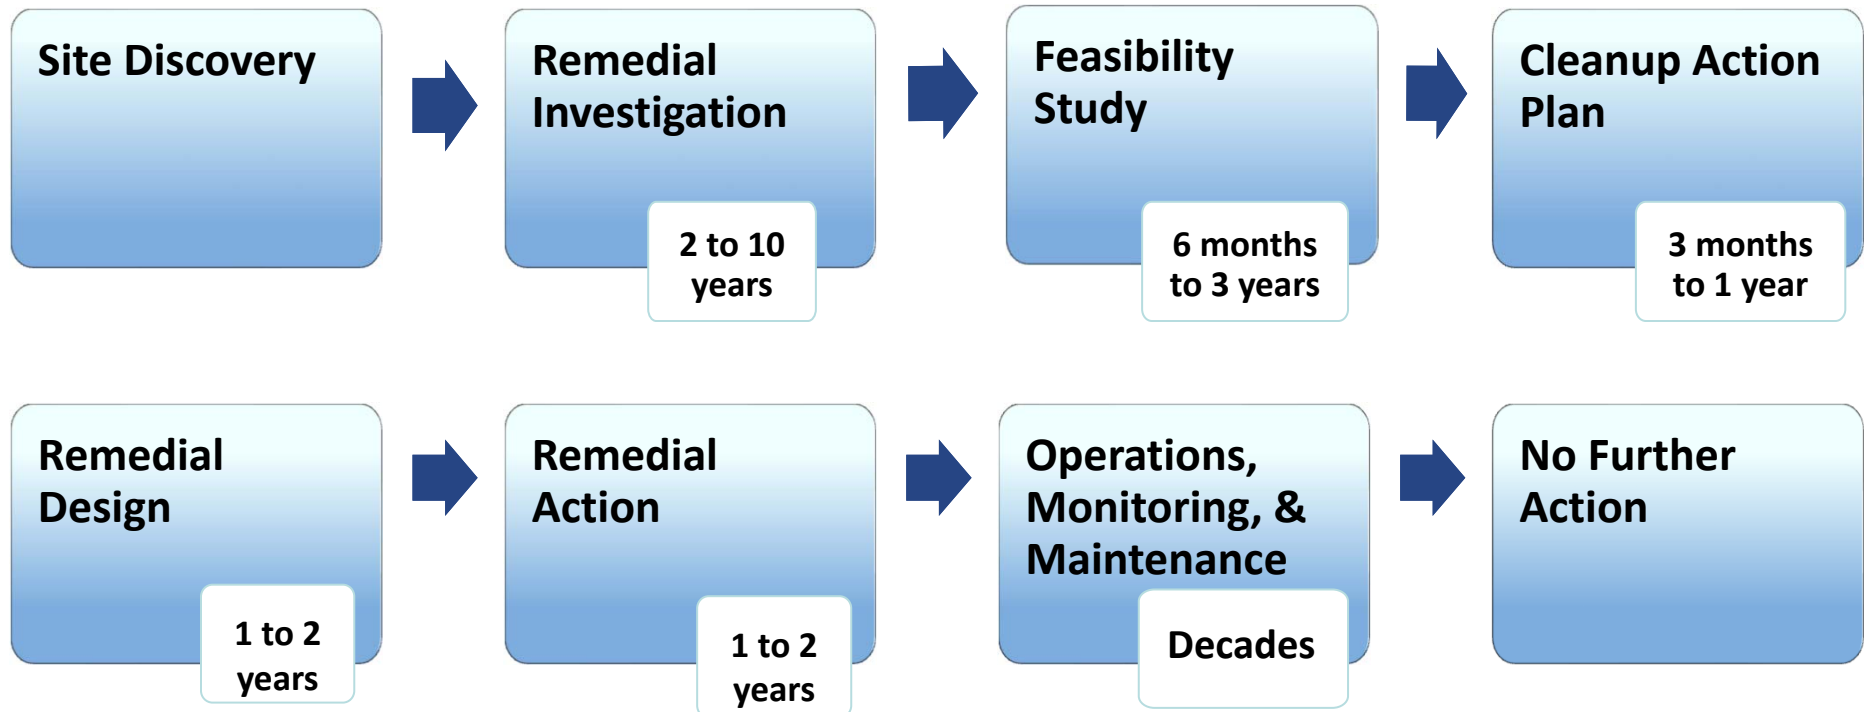 Site Discovery
Remedial
Investigation
2 to 10
years
Feasibility
Study
6 months
to 3 years
Cleanup Action
Plan
3 months
to 1 year
Remedial
Design
1 to 2
years
Remedial
Action
1 to 2
years
Operations,
Monitoring, &
Maintenance
Decades
No Further
Action